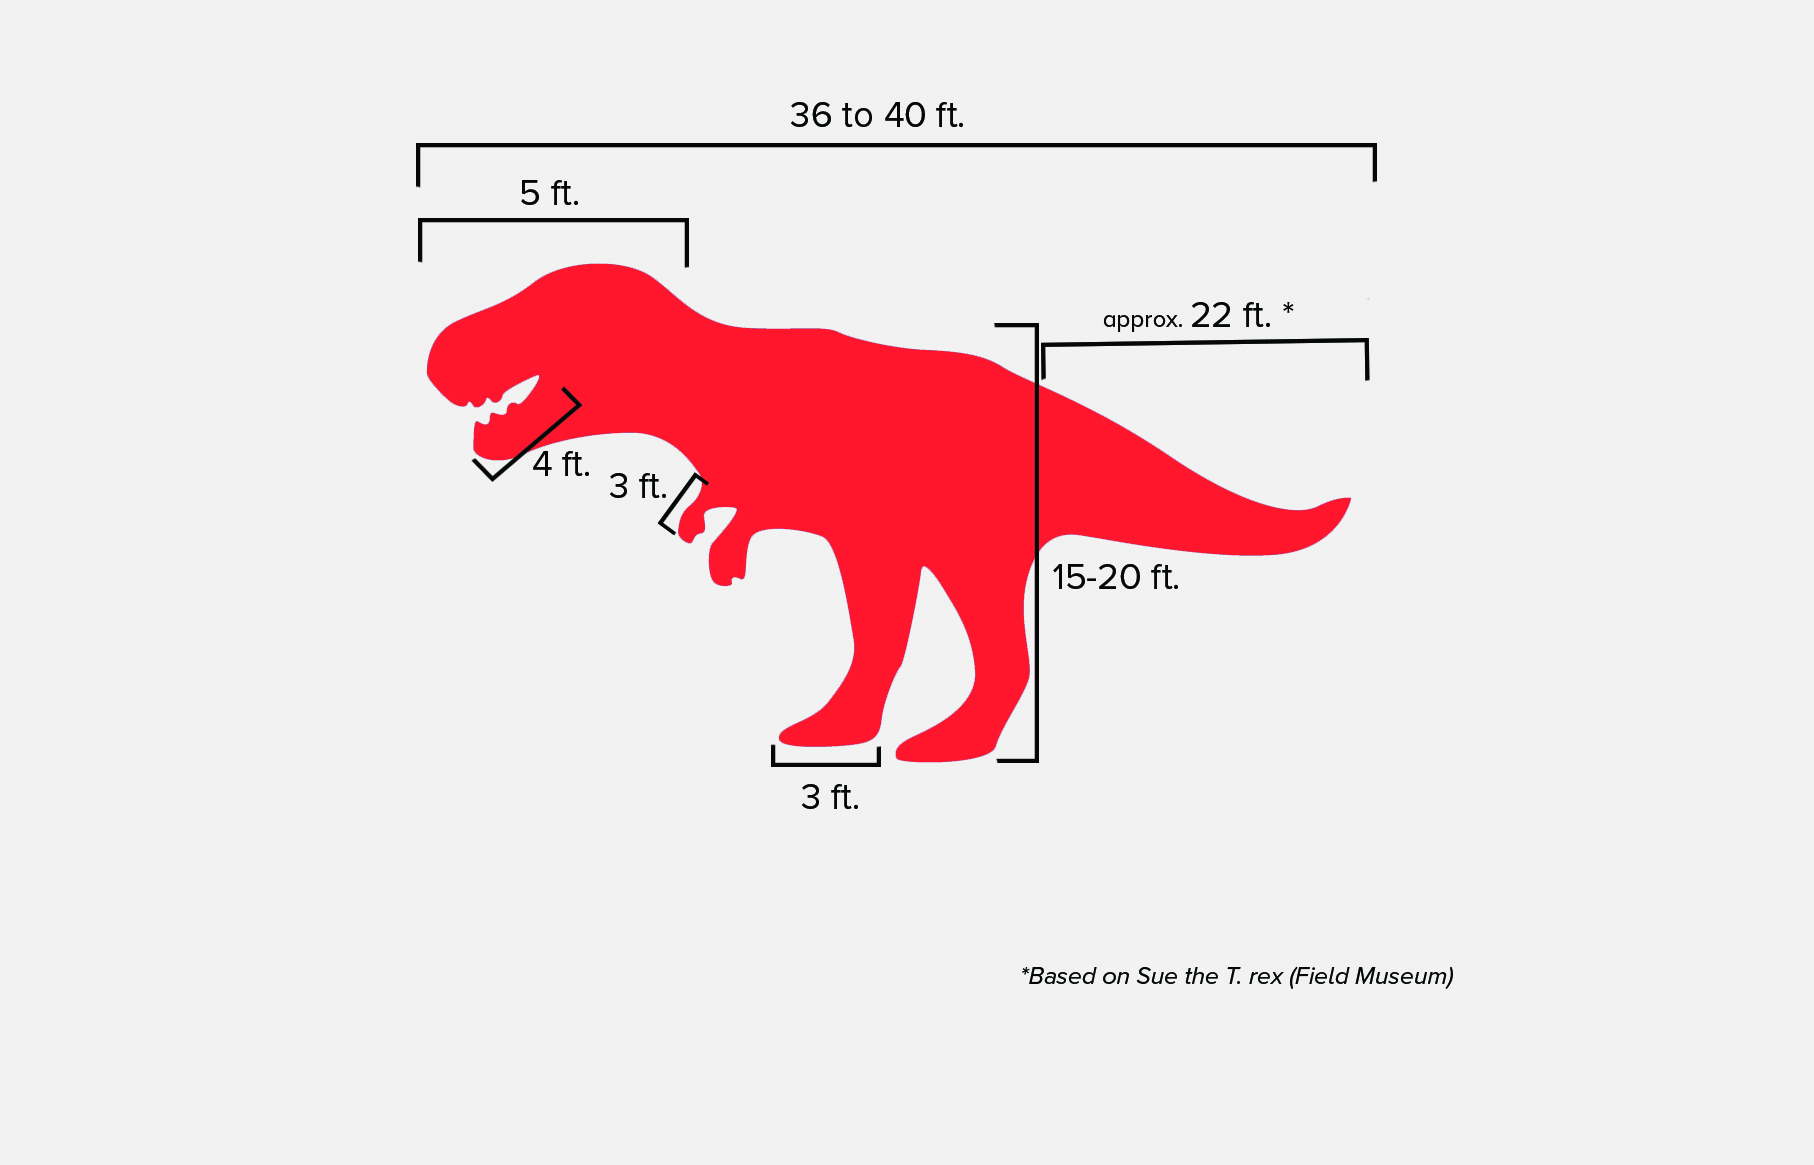 36 to 40 ft.
5 ft.
approx. 22 ft. *
4 ft.
3 ft.
15-20 ft.
3 ft.
*Based on Sue the T. rex (Field Museum)